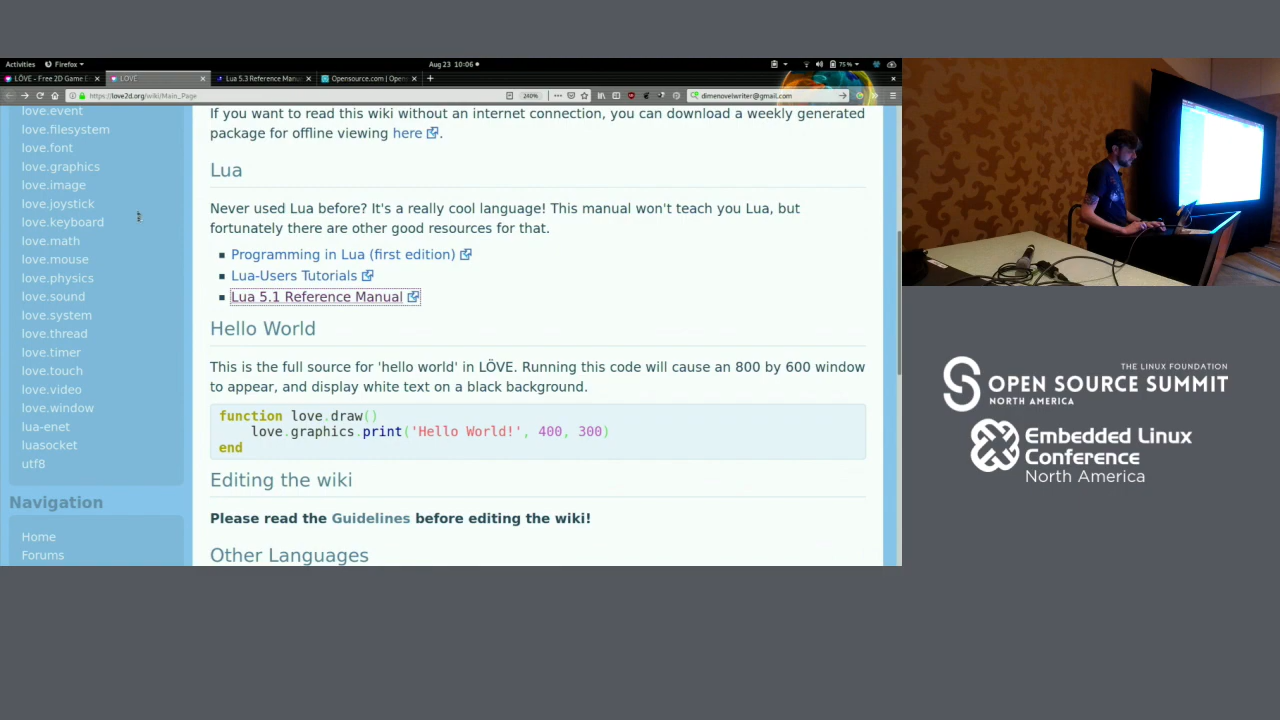 Activities Firefox Aug 23 10:06 75 %
LÖVE - Free 2D Game E LOVE Lua 5.3 Reference Manu Opensource.com | Open
https://love2d.org/wiki/Main_Page 240% dimenovelwriter@gmail.com
love.event
love.filesystem
love.font
love.graphics
love.image
love.joystick
love.keyboard
love.math
love.mouse
love.physics
love.sound
love.system
love.thread
love.timer
love.touch
love.video
love.window
lua-enet
luasocket
utf8
Navigation
Home
Forums
If you want to read this wiki without an internet connection, you can download a weekly generated
package for offline viewing here .
Lua
Never used Lua before? It's a really cool language! This manual won't teach you Lua, but
fortunately there are other good resources for that.
Programming in Lua (first edition)
Lua-Users Tutorials
Lua 5.1 Reference Manual
Hello World
This is the full source for 'hello world' in LÖVE. Running this code will cause an 800 by 600 window
to appear, and display white text on a black background.
function love.draw()
love.graphics.print('Hello World!', 400, 300)
end
Editing the wiki
Please read the Guidelines before editing the wiki!
Other Languages
THE LINUX FOUNDATION
OPEN SOURCE SUMMIT
NORTH AMERICA
Embedded Linux
Conference
North America